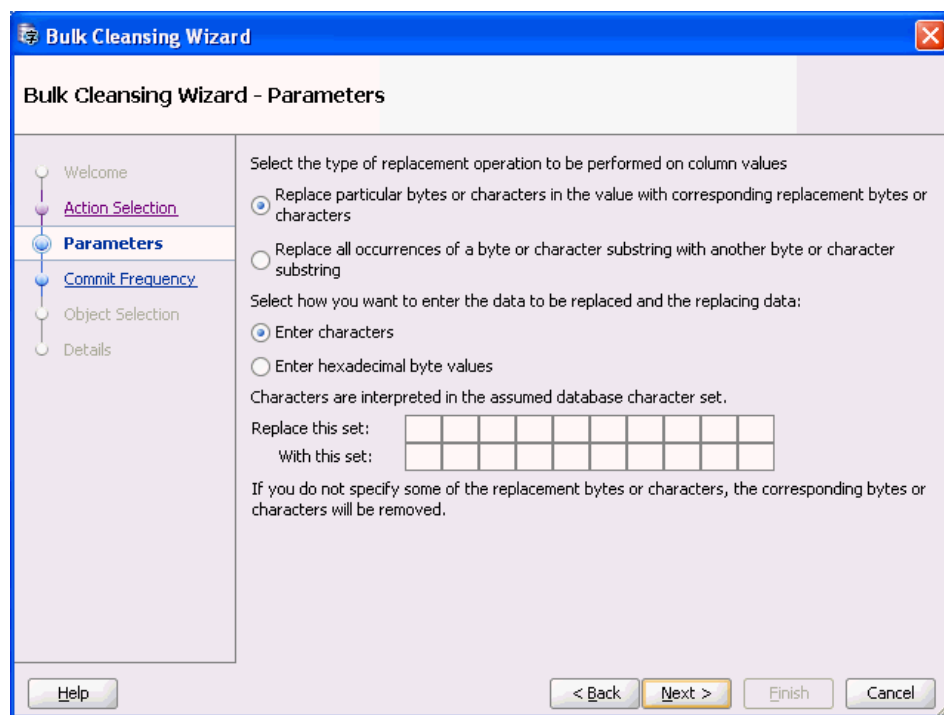 Bulk Cleansing Wizard
Bulk Cleansing Wizard - Parameters
Welcome
Action Selection
Parameters
Commit Frequency
Object Selection
Details
Select the type of replacement operation to be performed on column values
Replace particular bytes or characters in the value with corresponding replacement bytes or
characters
Replace all occurrences of a byte or character substring with another byte or character
substring
Select how you want to enter the data to be replaced and the replacing data:
Enter characters
Enter hexadecimal byte values
Characters are interpreted in the assumed database character set.
Replace this set:
With this set:
If you do not specify some of the replacement bytes or characters, the corresponding bytes or
characters will be removed.
Help
< Back
Next >
Finish
Cancel